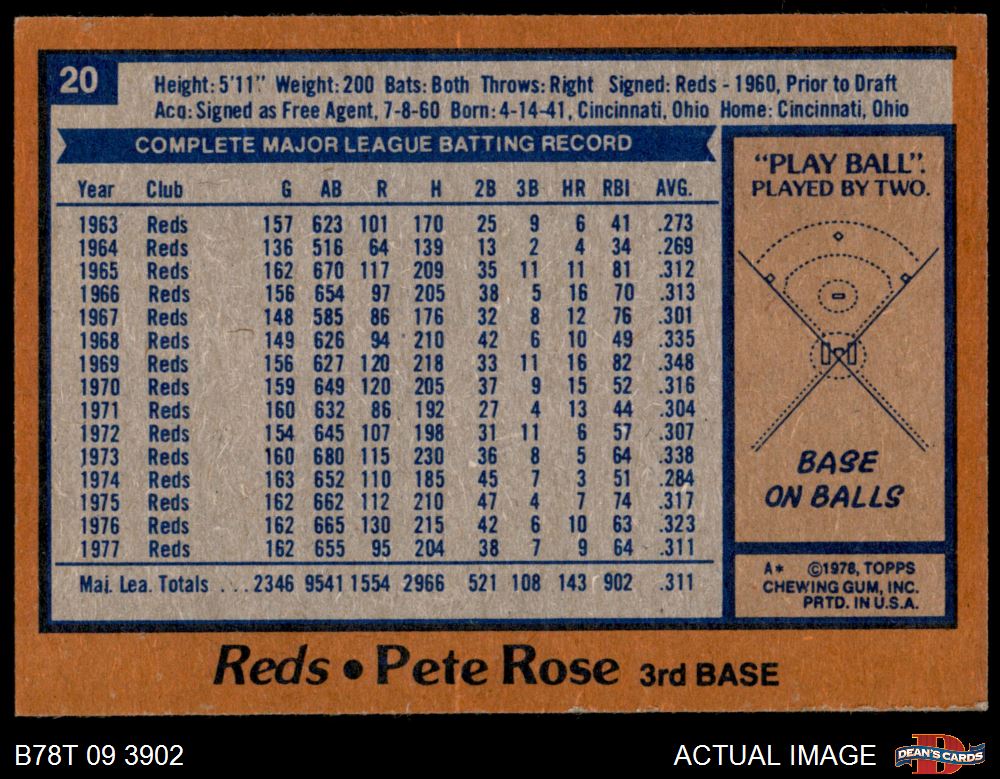 20
Height: 5'11" Weight: 200 Bats: Both Throws: Right Signed: Reds - 1960, Prior to Draft
Acq: Signed as Free Agent, 7-8-60 Born: 4-14-41, Cincinnati, Ohio Home: Cincinnati, Ohio
COMPLETE MAJOR LEAGUE BATTING RECORD
Year Club G AB R H 2B 3B HR RBI AVG.
1963 Reds 157 623 101 170 25 9 6 41 .273
1964 Reds 136 516 64 139 13 2 4 34 .269
1965 Reds 162 670 117 209 35 11 11 81 .312
1966 Reds 156 654 97 205 38 5 16 70 .313
1967 Reds 148 585 86 176 32 8 12 76 .301
1968 Reds 149 626 94 210 42 6 10 49 .335
1969 Reds 156 627 120 218 33 11 16 82 .348
1970 Reds 159 649 120 205 37 9 15 52 .316
1971 Reds 160 632 86 192 27 4 13 44 .304
1972 Reds 154 645 107 198 31 11 6 57 .307
1973 Reds 160 680 115 230 36 8 5 64 .338
1974 Reds 163 652 110 185 45 7 3 51 .284
1975 Reds 162 662 112 210 47 4 7 74 .317
1976 Reds 162 665 130 215 42 6 10 63 .323
1977 Reds 162 655 95 204 38 7 9 64 .311
Maj. Lea. Totals ... 2346 9541 1554 2966 521 108 143 902 .311
"PLAY BALL".
PLAYED BY TWO.
BASE
ON BALLS
A* ©1978, TOPPS
CHEWING GUM, INC.
PRTD. IN U.S.A.
Reds • Pete Rose 3rd BASE
B78T 09 3902
ACTUAL IMAGE
D
DEAN'S CARDS